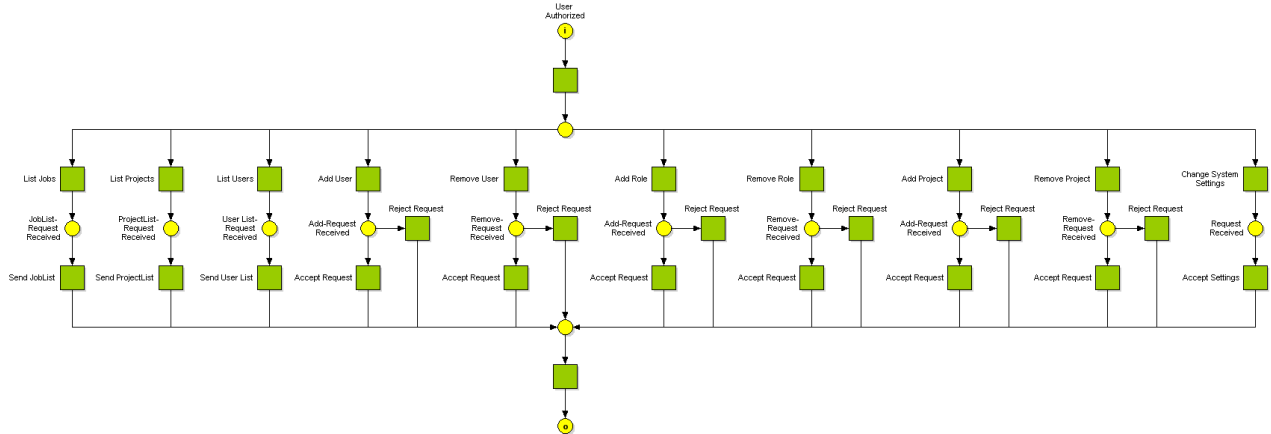 User
Authorized
i
List Jobs
List Projects
List Users
Add User
Remove User
Add Role
Remove Role
Add Project
Remove Project
Change System
Settings
JobList-
Request
Received
ProjectList-
Request
Received
User List-
Request
Received
Add-Request
Received
Reject Request
Remove-
Request
Received
Reject Request
Add-Request
Received
Reject Request
Remove-
Request
Received
Reject Request
Add-Request
Received
Reject Request
Remove-
Request
Received
Reject Request
Request
Received
Send JobList
Send ProjectList
Send User List
Accept Request
Accept Request
Accept Request
Accept Request
Accept Request
Accept Request
Accept Settings
o